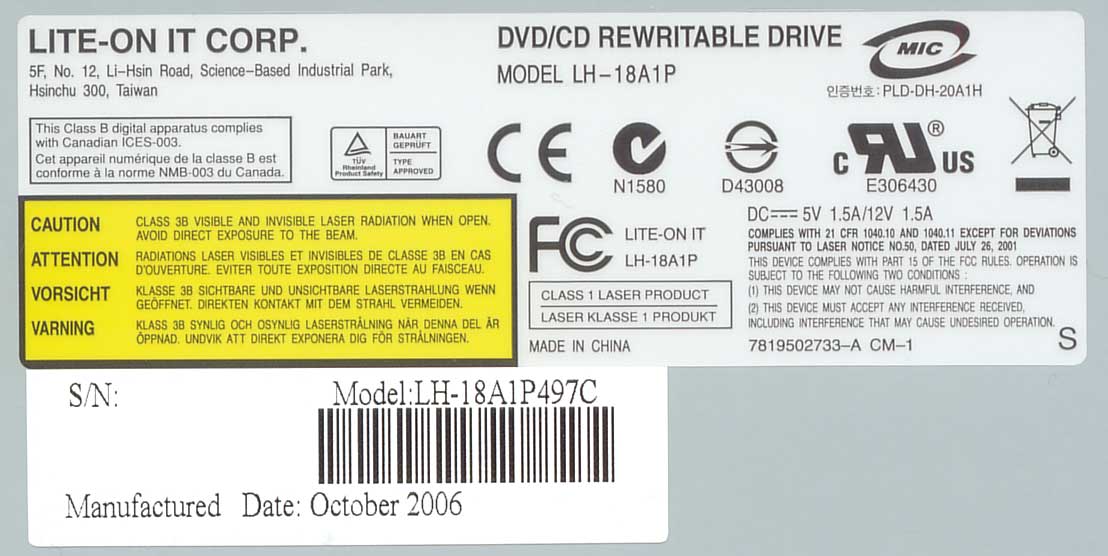 LITE-ON IT CORP.
5F, No. 12, Li-Hsin Road, Science-Based Industrial Park,
Hsinchu 300, Taiwan
DVD/CD REWRITABLE DRIVE
MODEL LH-18A1P
MIC
인증번호: PLD-DH-20A1H
This Class B digital apparatus complies
with Canadian ICES-003.
Cet appareil numérique de la classe B est
conforme à la norme NMB-003 du Canada.
TÜV
Rheinland
Product Safety
BAUART
GEPRÜFT
TYPE
APPROVED
CE
N1580
D43008
c RU ® US
E306430
CAUTION
CLASS 3B VISIBLE AND INVISIBLE LASER RADIATION WHEN OPEN.
AVOID DIRECT EXPOSURE TO THE BEAM.
ATTENTION
RADIATIONS LASER VISIBLES ET INVISIBLES DE CLASSE 3B EN CAS
D'OUVERTURE. EVITER TOUTE EXPOSITION DIRECTE AU FAISCEAU.
VORSICHT
KLASSE 3B SICHTBARE UND UNSICHTBARE LASERSTRAHLUNG WENN
GEÖFFNET. DIREKTEN KONTAKT MIT DEM STRAHL VERMEIDEN.
VARNING
KLASS 3B SYNLIG OCH OSYNLIG LASERSTRÅLNING NÄR DENNA DEL ÄR
ÖPPNAD. UNDVIK ATT DIREKT EXPONERA DIG FÖR STRÅLNINGEN.
FCC
LITE-ON IT
LH-18A1P
CLASS 1 LASER PRODUCT
LASER KLASSE 1 PRODUKT
MADE IN CHINA
DC⎓ 5V 1.5A/12V 1.5A
COMPLIES WITH 21 CFR 1040.10 AND 1040.11 EXCEPT FOR DEVIATIONS
PURSUANT TO LASER NOTICE NO.50, DATED JULY 26, 2001
THIS DEVICE COMPLIES WITH PART 15 OF THE FCC RULES. OPERATION IS
SUBJECT TO THE FOLLOWING TWO CONDITIONS :
(1) THIS DEVICE MAY NOT CAUSE HARMFUL INTERFERENCE, AND
(2) THIS DEVICE MUST ACCEPT ANY INTERFERENCE RECEIVED,
INCLUDING INTERFERENCE THAT MAY CAUSE UNDESIRED OPERATION.
7819502733-A CM-1
S
S/N:
Model:LH-18A1P497C
Manufactured Date: October 2006